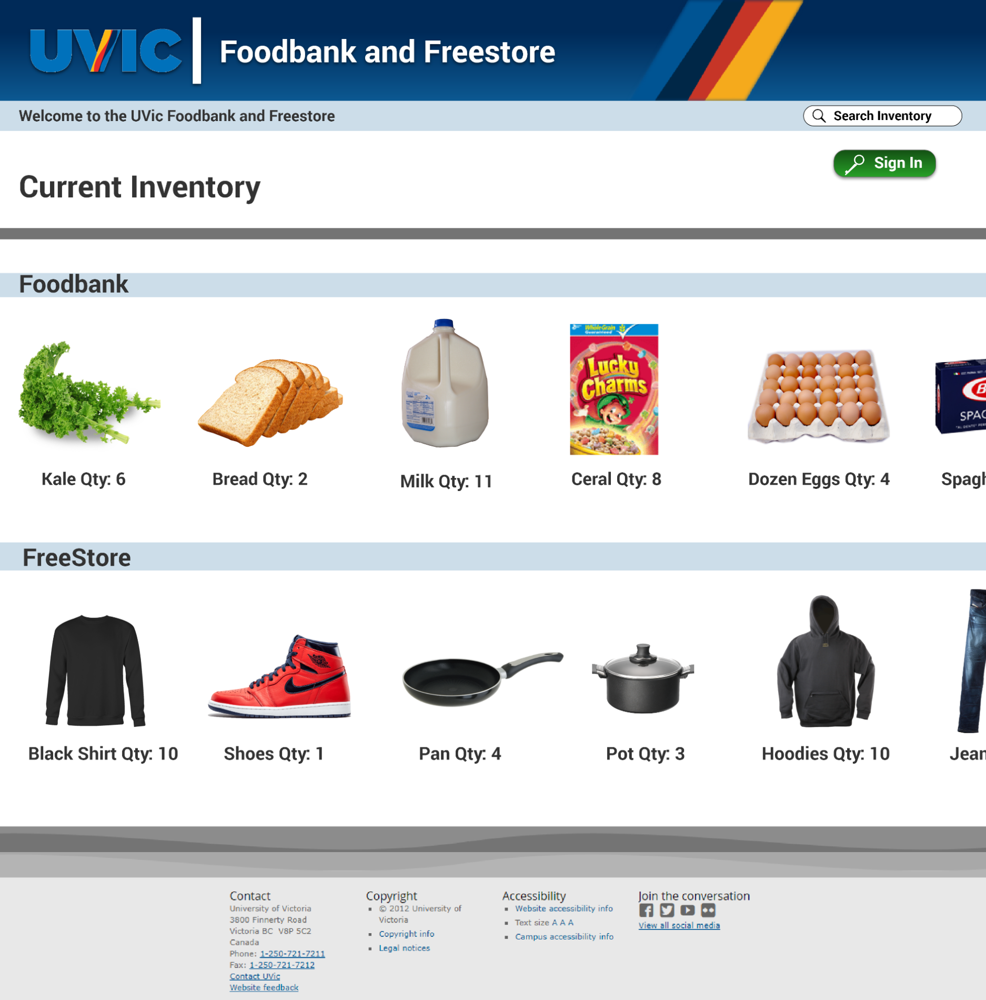 UVIC
Foodbank and Freestore
Welcome to the UVic Foodbank and Freestore
Search Inventory
Sign In
Current Inventory
Foodbank
Whole Grain
Guaranteed
Lucky
Charms
2%
B
SPAC
Kale Qty: 6
Bread Qty: 2
Milk Qty: 11
Ceral Qty: 8
Dozen Eggs Qty: 4
Spagh
FreeStore
Black Shirt Qty: 10
Shoes Qty: 1
Pan Qty: 4
Pot Qty: 3
Hoodies Qty: 10
Jean
Contact
University of Victoria
3800 Finnerty Road
Victoria BC V8P 5C2
Canada
Phone: 1-250-721-7211
Fax: 1-250-721-7212
Contact UVic
Website feedback
Copyright
© 2012 University of
Victoria
Copyright info
Legal notices
Accessibility
Website accessibility info
Text size A A A
Campus accessibility info
Join the conversation
View all social media